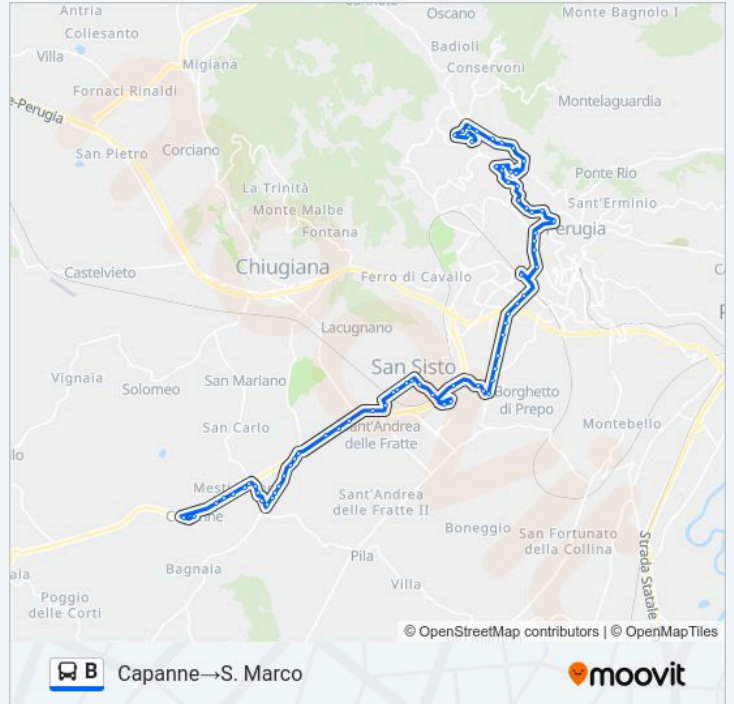 Antria
Oscano
Monte Bagnolo I
Collesanto
Badioli
Villa
Migiana
Conservoni
Fornaci Rinaldi
Montelaguardia
e-Perugia
San Pietro
Corciano
Ponte Rio
La Trinità
Sant'Erminio
Monte Malbe
Fontana
Perugia
Chiugiana
Castelvieto
Ferro di Cavallo
Lacugnano
San Sisto
Vignaia
San Mariano
Solomeo
Borghetto
di Prepo
San Carlo
Sant'Andrea
delle Fratte
Montebello
Sant'Andrea
delle Fratte II
Boneggio
San Fortunato
della Collina
Pila
Bagnaia
Villa
Strada Statale
Poggio
delle Corti
© OpenStreetMap contributors | © OpenMapTiles
B Capanne→S. Marco
moovit